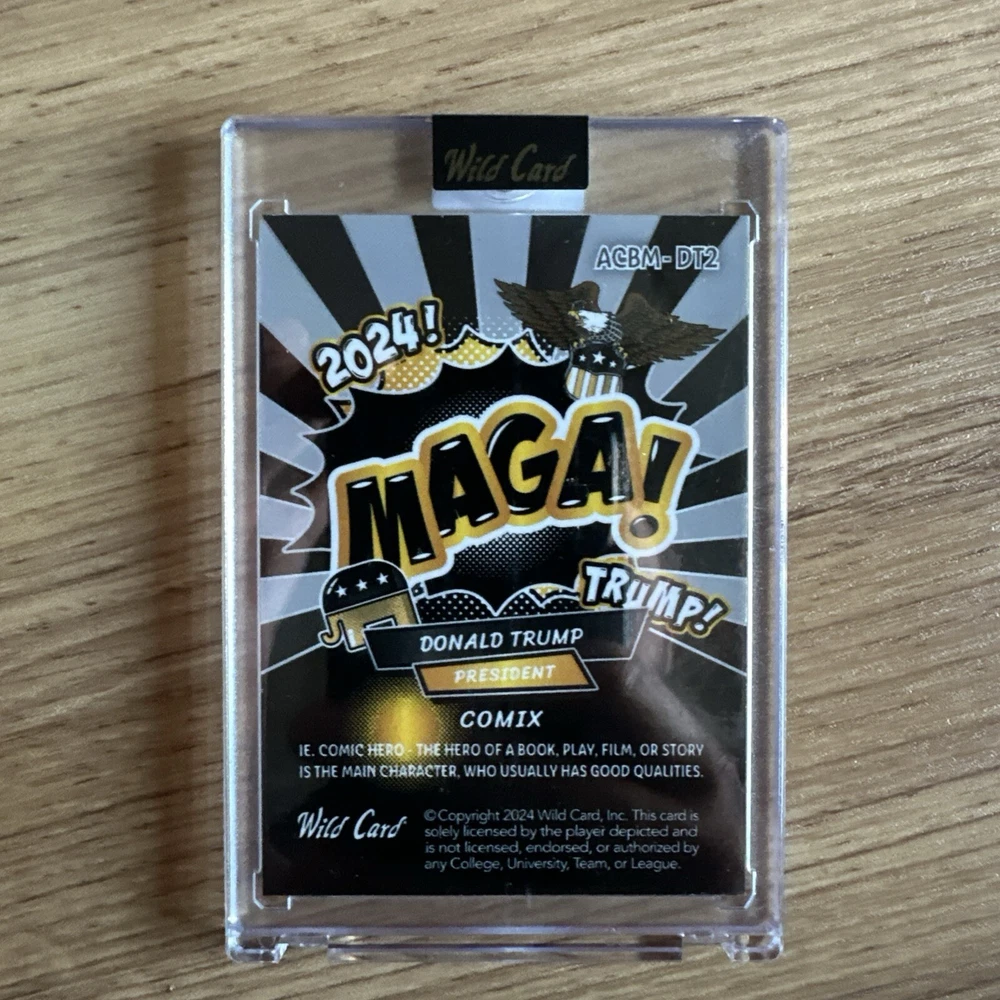 Wild Card
ACBM-DT2
2024!
MAGA!
TRUMP!
DONALD TRUMP
PRESIDENT
COMIX
IE. COMIC HERO - THE HERO OF A BOOK, PLAY, FILM, OR STORY
IS THE MAIN CHARACTER, WHO USUALLY HAS GOOD QUALITIES.
Wild Card
©Copyright 2024 Wild Card, Inc. This card is
solely licensed by the player depicted and
is not licensed, endorsed, or authorized by
any College, University, Team, or League.